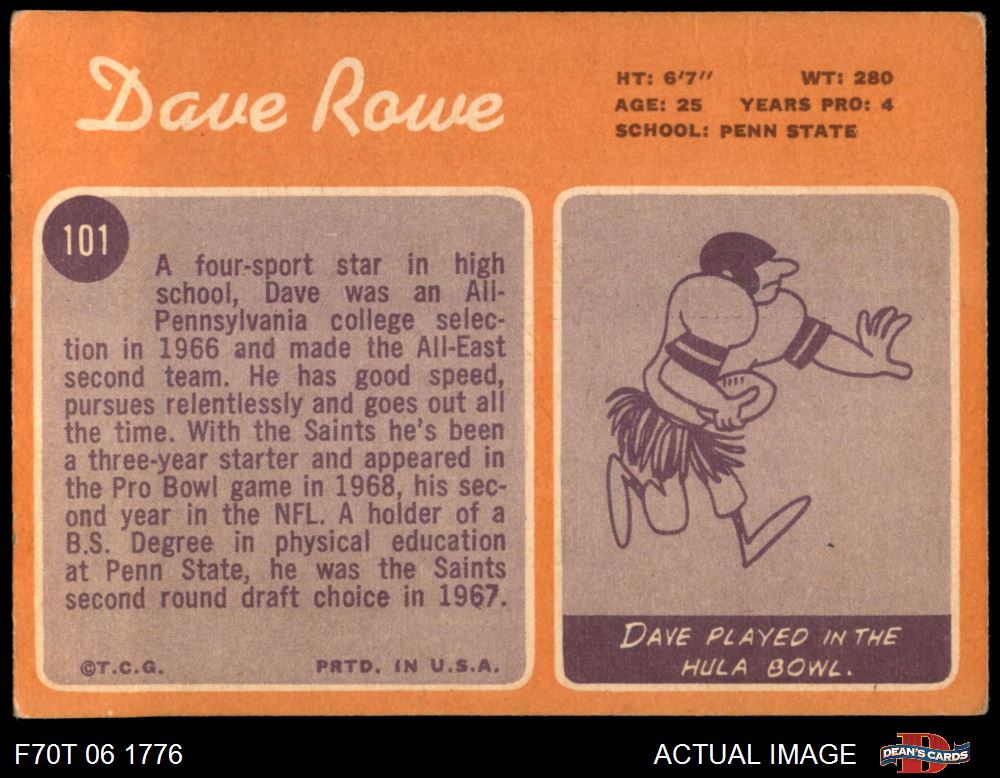 Dave Rowe
HT: 6'7" WT: 280
AGE: 25 YEARS PRO: 4
SCHOOL: PENN STATE
101
A four-sport star in high
school, Dave was an All-
Pennsylvania college selec-
tion in 1966 and made the All-East
second team. He has good speed,
pursues relentlessly and goes out all
the time. With the Saints he's been
a three-year starter and appeared in
the Pro Bowl game in 1968, his sec-
ond year in the NFL. A holder of a
B.S. Degree in physical education
at Penn State, he was the Saints
second round draft choice in 1967.
©T.C.G. PRTD. IN U.S.A.
DAVE PLAYED IN THE
HULA BOWL.
F70T 06 1776
ACTUAL IMAGE
D
DEAN'S CARDS